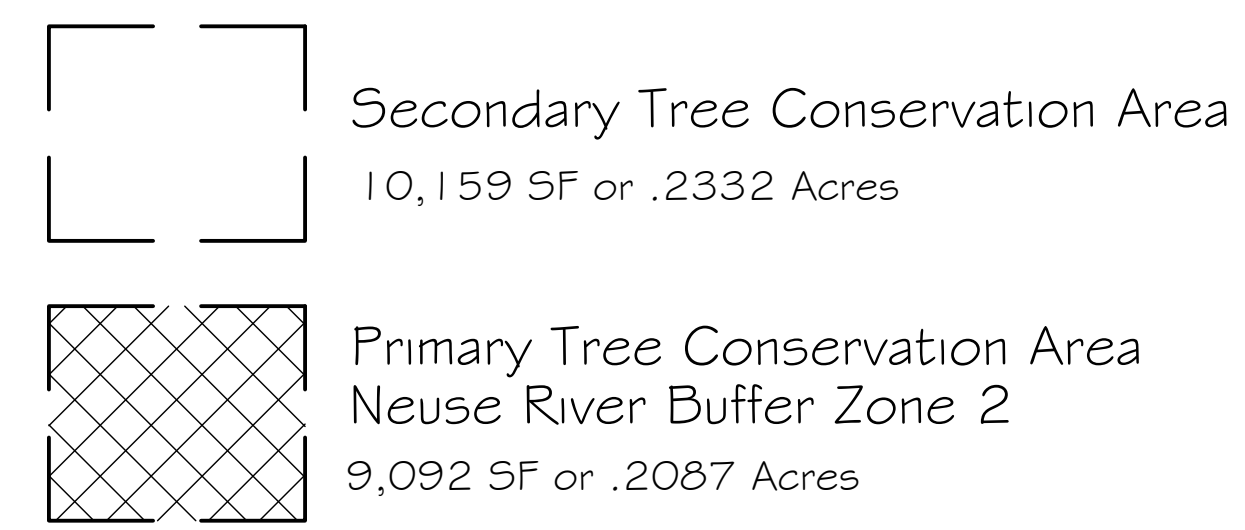 Secondary Tree Conservation Area
10,159 SF or .2332 Acres
Primary Tree Conservation Area
Neuse River Buffer Zone 2
9,092 SF or .2087 Acres